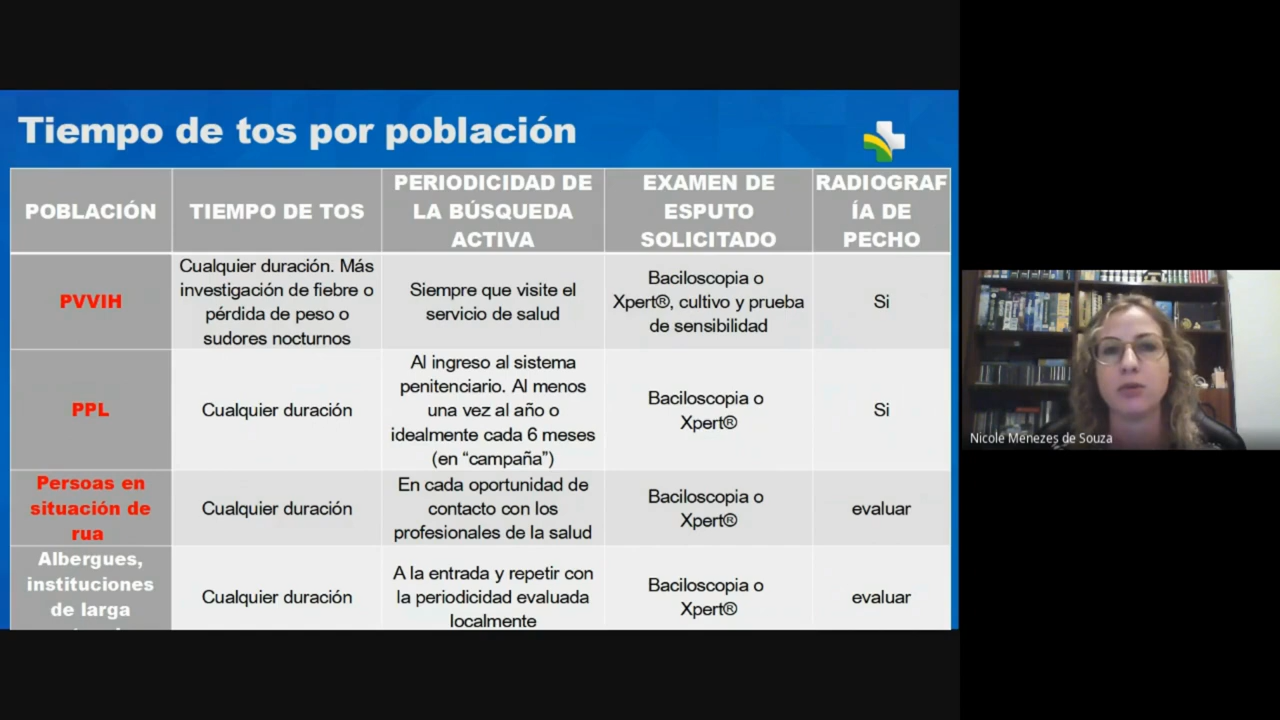 Tiempo de tos por población
POBLACIÓN
TIEMPO DE TOS
PERIODICIDAD DE
LA BÚSQUEDA
ACTIVA
EXAMEN DE
ESPUTO
SOLICITADO
RADIOGRAF
ÍA DE
PECHO
PVVIH
Cualquier duración. Más
investigación de fiebre o
pérdida de peso o
sudores nocturnos
Siempre que visite el
servicio de salud
Baciloscopia o
Xpert®, cultivo y prueba
de sensibilidad
Si
PPL
Cualquier duración
Al ingreso al sistema
penitenciario. Al menos
una vez al año o
idealmente cada 6 meses
(en “campaña”)
Baciloscopia o
Xpert®
Si
Persoas en
situación de
rua
Cualquier duración
En cada oportunidad de
contacto con los
profesionales de la salud
Baciloscopia o
Xpert®
evaluar
Albergues,
instituciones
de larga
Cualquier duración
A la entrada y repetir con
la periodicidad evaluada
localmente
Baciloscopia o
Xpert®
evaluar
Nicole Menezes de Souza